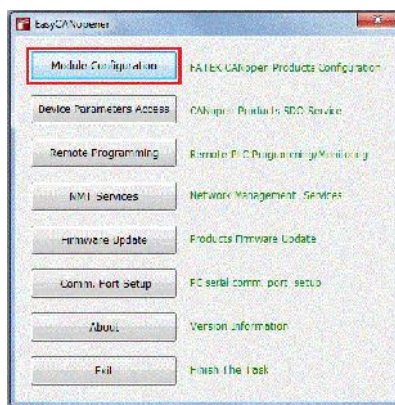 EasyCANopener
Module Configuration FATEK CANopen Products Configuration
Device Parameters Access CANopen Products SDO Service
Remote Programming Remote PLC Programming/Monitoring
NMT Services Network Management Services
Firmware Update Products Firmware Update
Comm. Port Setup PC serial comm. port setup
About Version Information
Exit Finish The Task